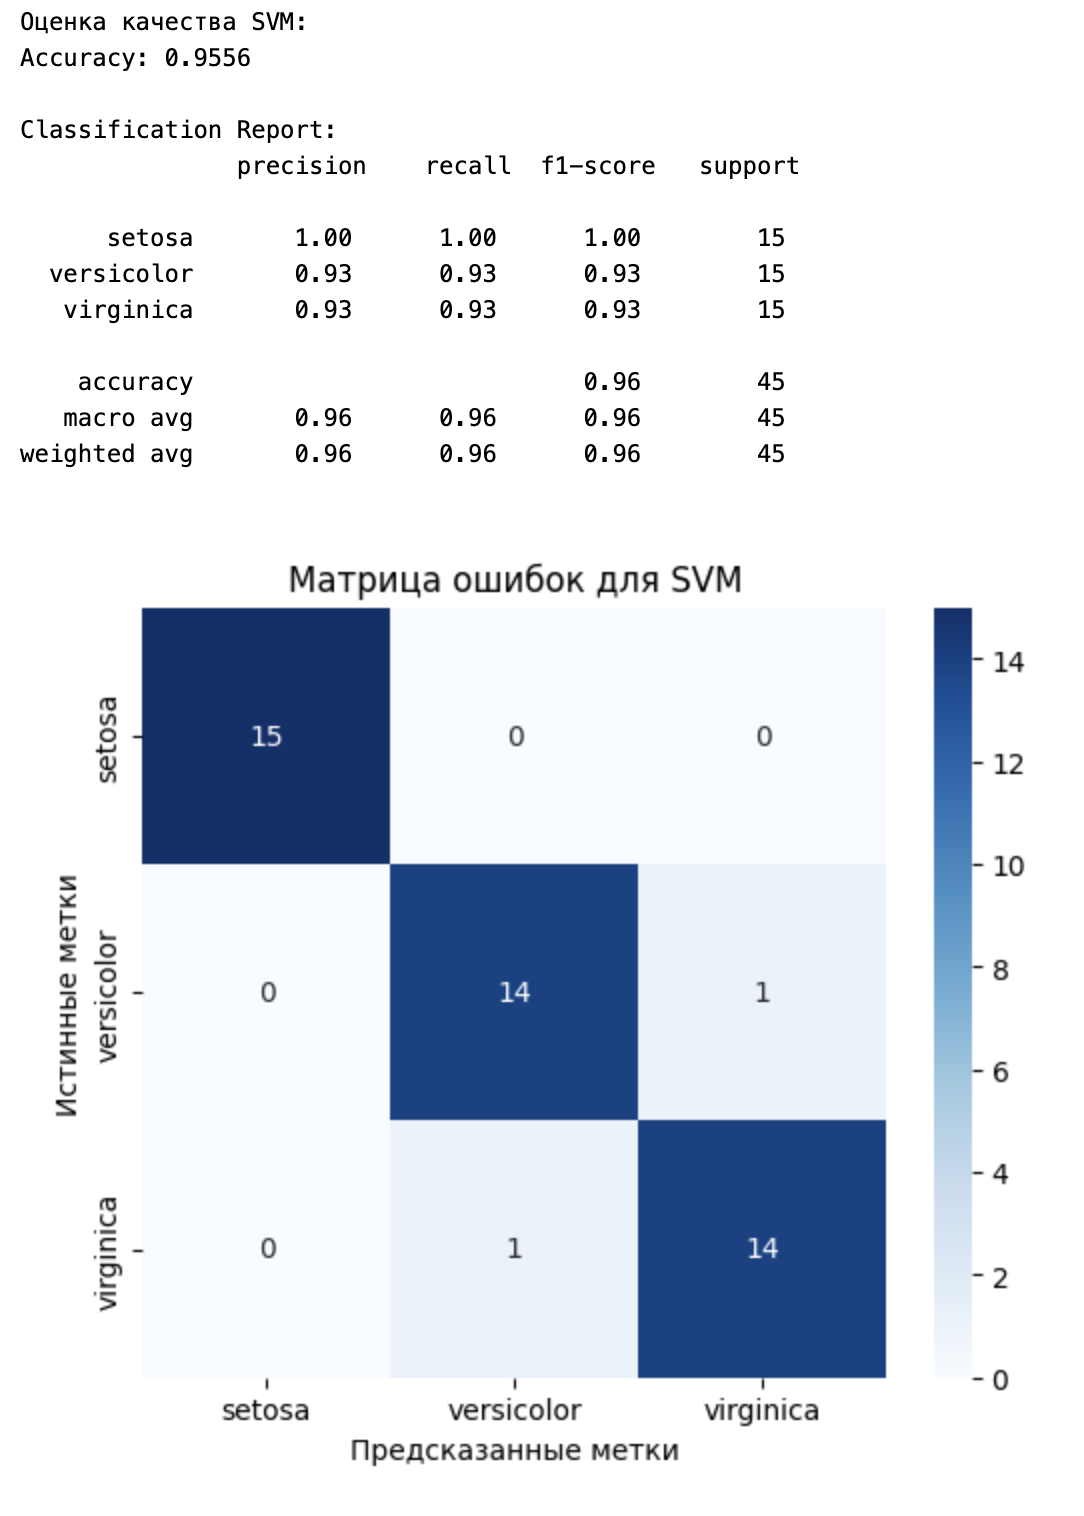 Оценка качества SVM:
Accuracy: 0.9556
Classification Report:
precision recall f1-score support
setosa 1.00 1.00 1.00 15
versicolor 0.93 0.93 0.93 15
virginica 0.93 0.93 0.93 15
accuracy 0.96 45
macro avg 0.96 0.96 0.96 45
weighted avg 0.96 0.96 0.96 45
Матрица ошибок для SVM
Истинные метки
setosa
versicolor
virginica
15 0 0
0 14 1
0 1 14
setosa versicolor virginica
Предсказанные метки
14
12
10
8
6
4
2
0